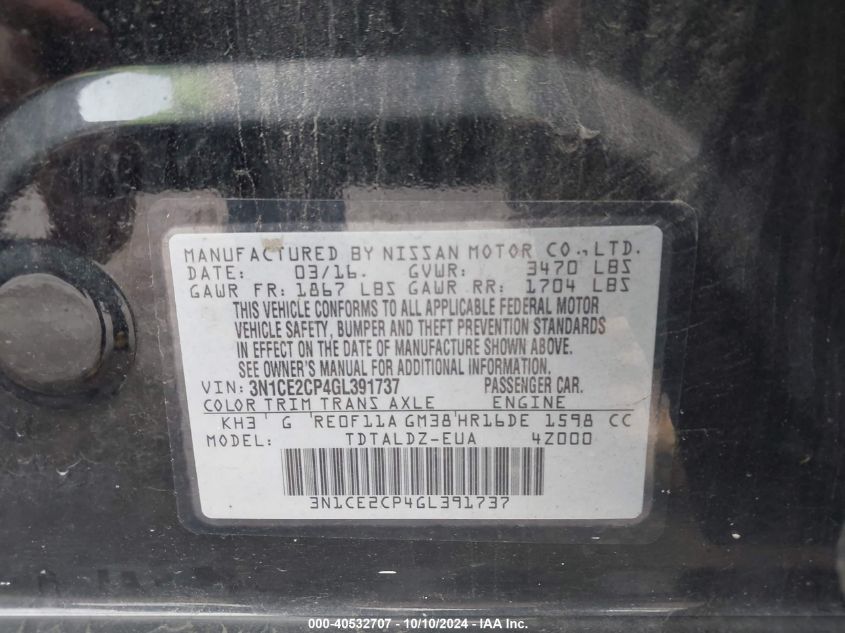 MANUFACTURED BY NISSAN MOTOR CO.,LTD.
DATE: 03/16. GVWR: 3470 LBS
GAWR FR: 1867 LBS GAWR RR: 1704 LBS
THIS VEHICLE CONFORMS TO ALL APPLICABLE FEDERAL MOTOR
VEHICLE SAFETY, BUMPER AND THEFT PREVENTION STANDARDS
IN EFFECT ON THE DATE OF MANUFACTURE SHOWN ABOVE.
SEE OWNER'S MANUAL FOR ADDITIONAL INFORMATION.
VIN: 3N1CE2CP4GL391737 PASSENGER CAR.
COLOR TRIM TRANS AXLE ENGINE
KH3 G RE0F11A GM38 HR16DE 1598 CC
MODEL: TDTALDZ-EUA 4Z000
3N1CE2CP4GL391737
000-40532707 - 10/10/2024 - IAA Inc.